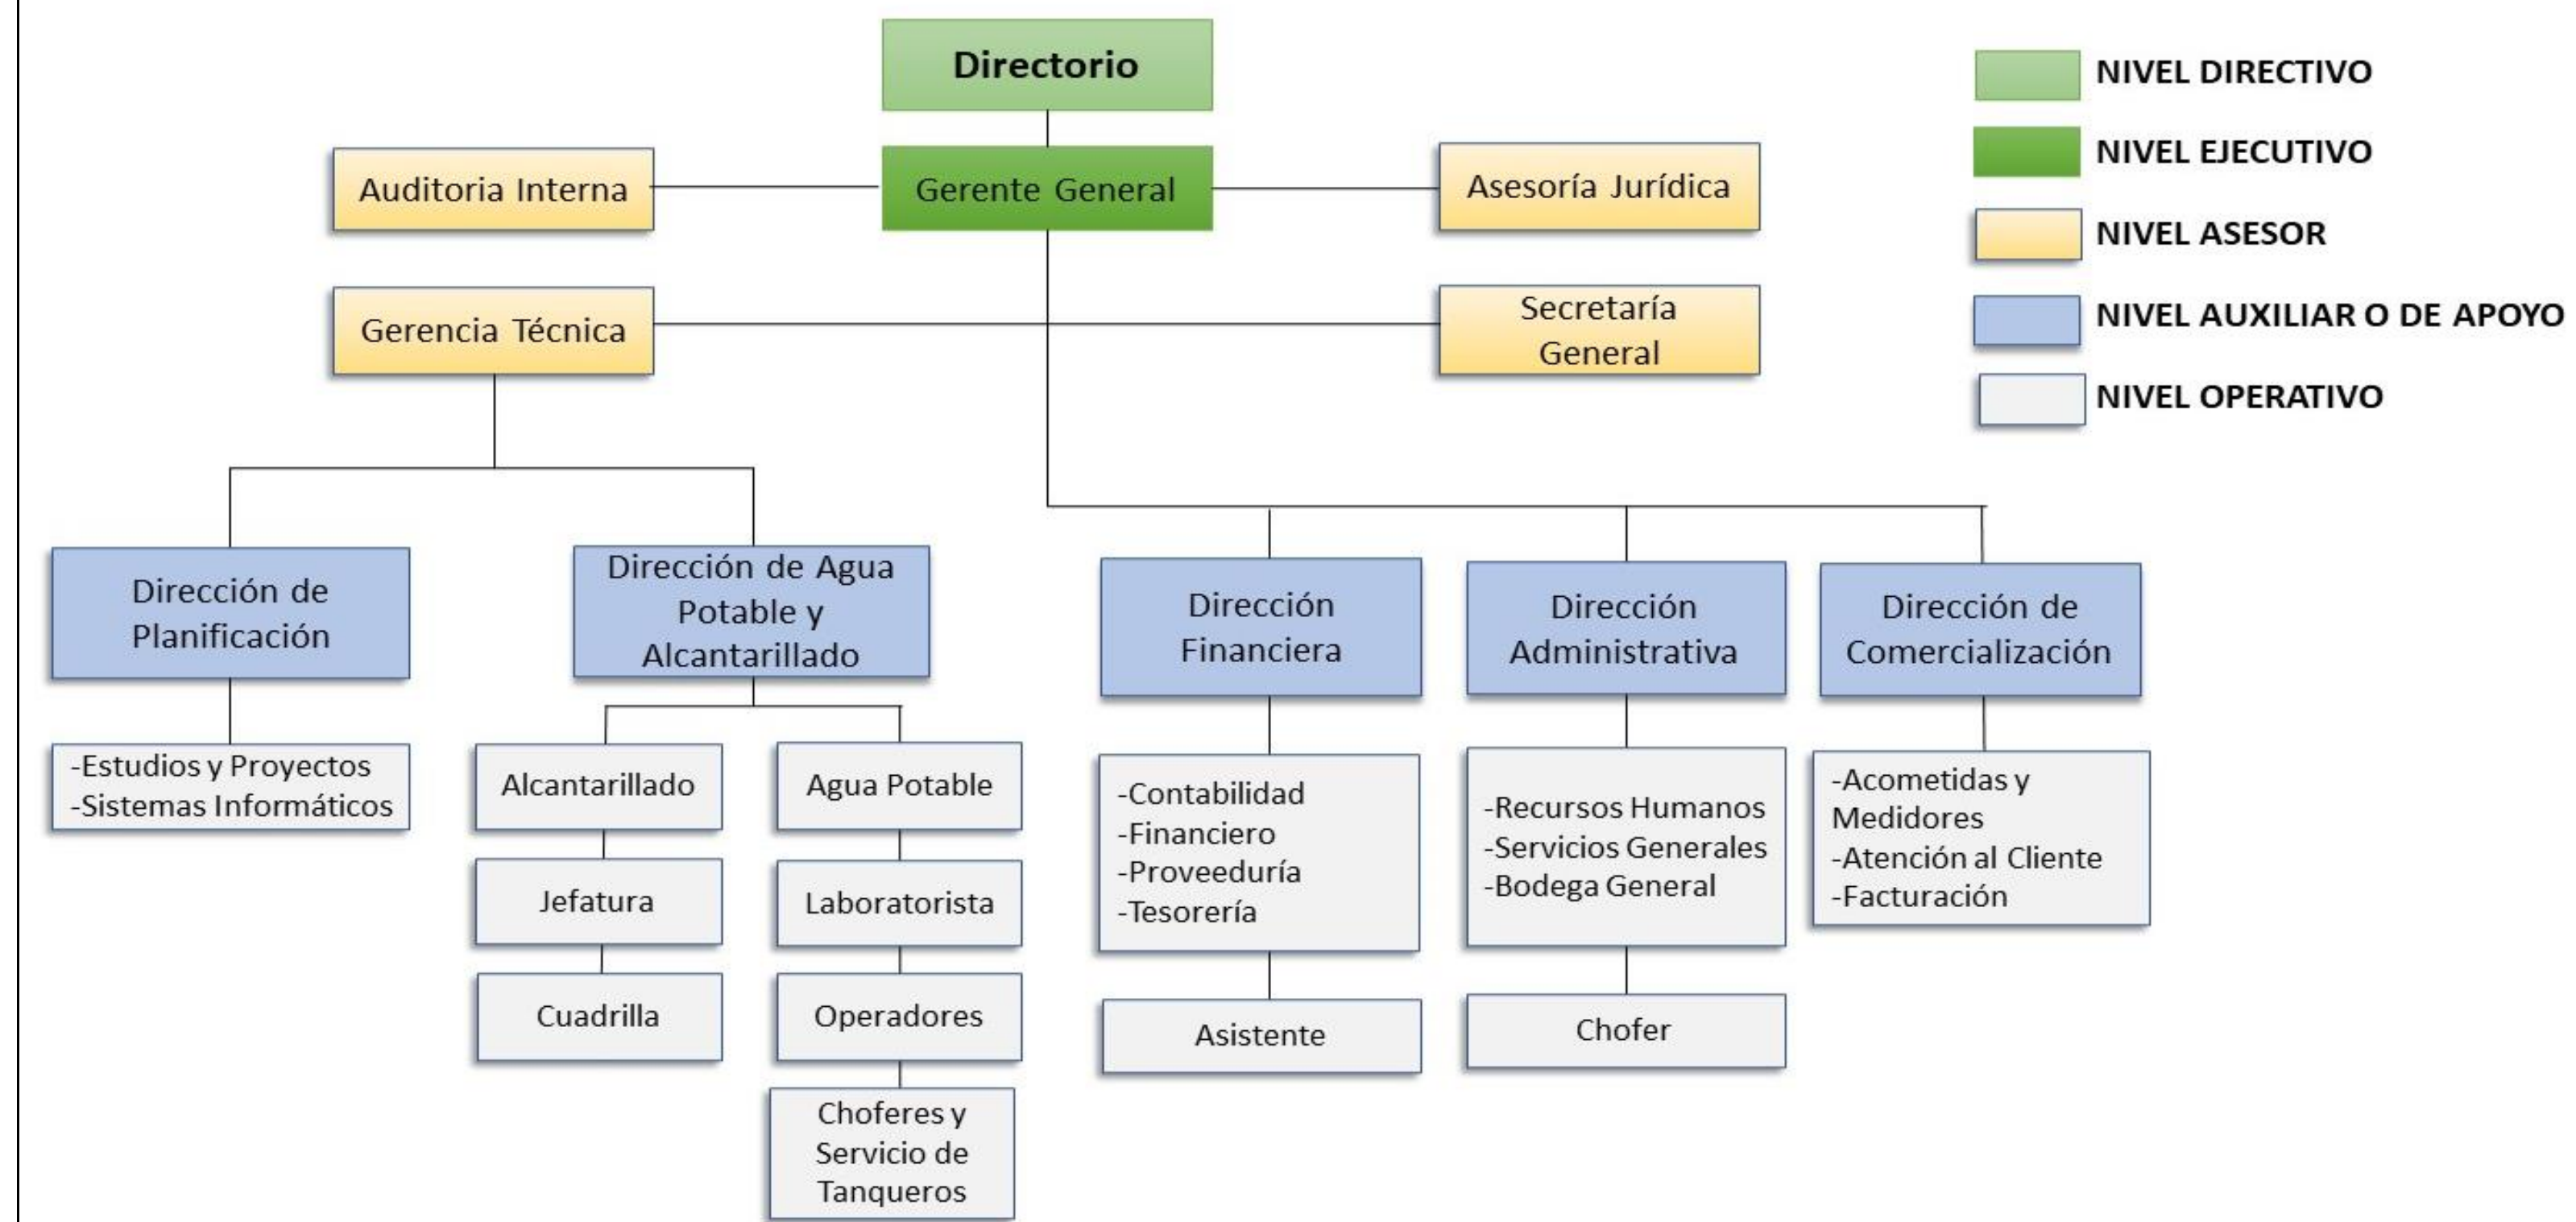 Directorio
Auditoria Interna
Gerente General
Asesoría Jurídica
Gerencia Técnica
Secretaría
General
NIVEL DIRECTIVO
NIVEL EJECUTIVO
NIVEL ASESOR
NIVEL AUXILIAR O DE APOYO
NIVEL OPERATIVO
Dirección de
Planificación
Dirección de Agua
Potable y
Alcantarillado
Dirección
Financiera
Dirección
Administrativa
Dirección de
Comercialización
-Estudios y Proyectos
-Sistemas Informáticos
Alcantarillado
Jefatura
Cuadrilla
Agua Potable
Laboratorista
Operadores
Choferes y
Servicio de
Tanqueros
-Contabilidad
-Financiero
-Proveeduría
-Tesorería
Asistente
-Recursos Humanos
-Servicios Generales
-Bodega General
Chofer
-Acometidas y
Medidores
-Atención al Cliente
-Facturación